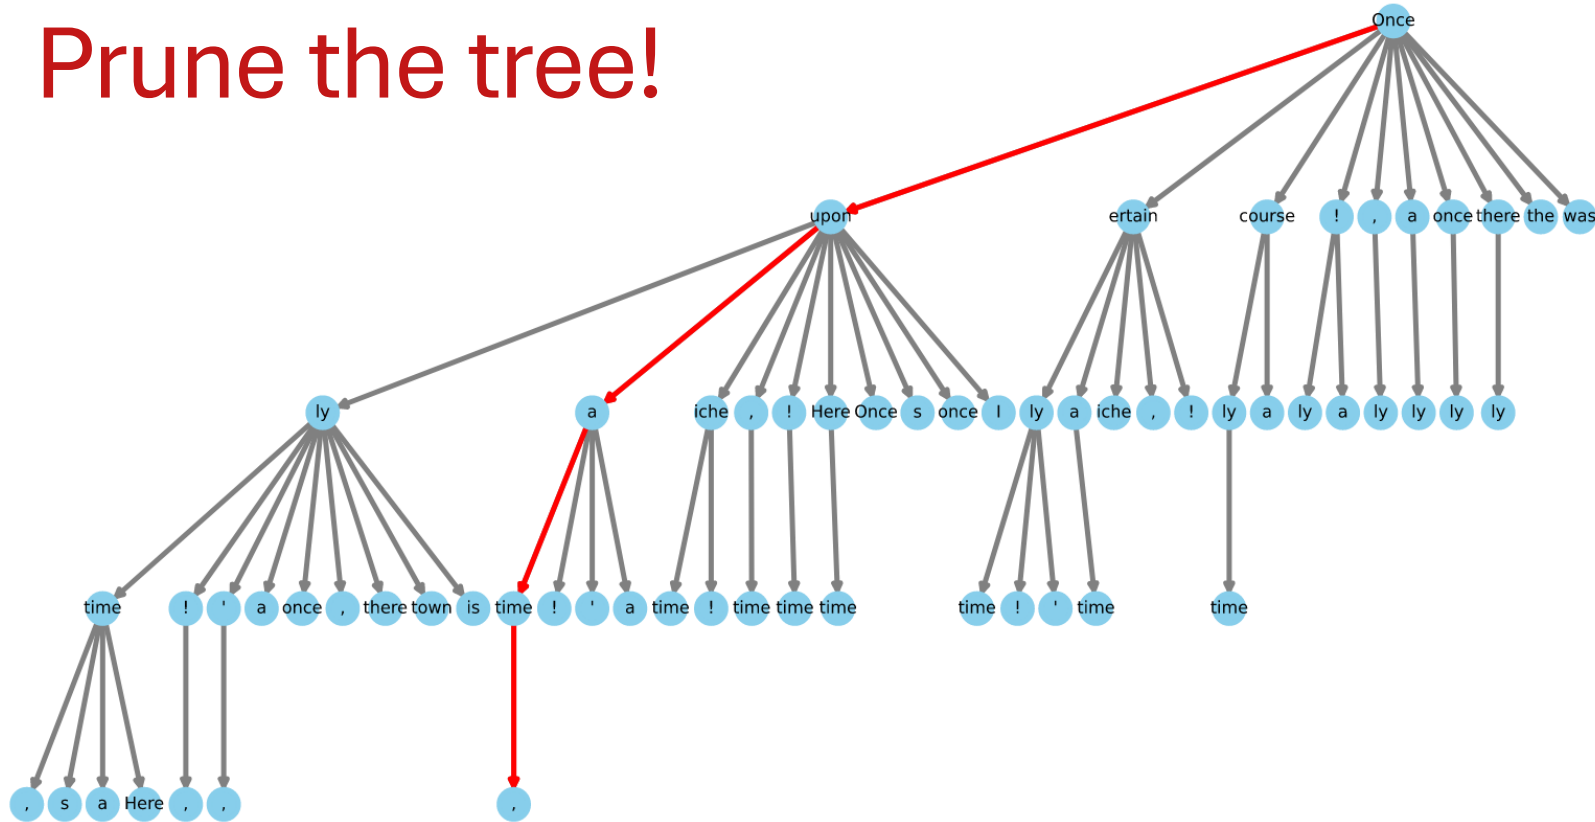 Prune the tree!
Once
upon ertain course ! , a once there the was
ly a iche , ! Here Once s once I ly a iche , ! ly a ly a ly ly ly ly
time ! ' a once , there town is time ! ' a time ! time time time time ! ' time time
, s a Here , , ,